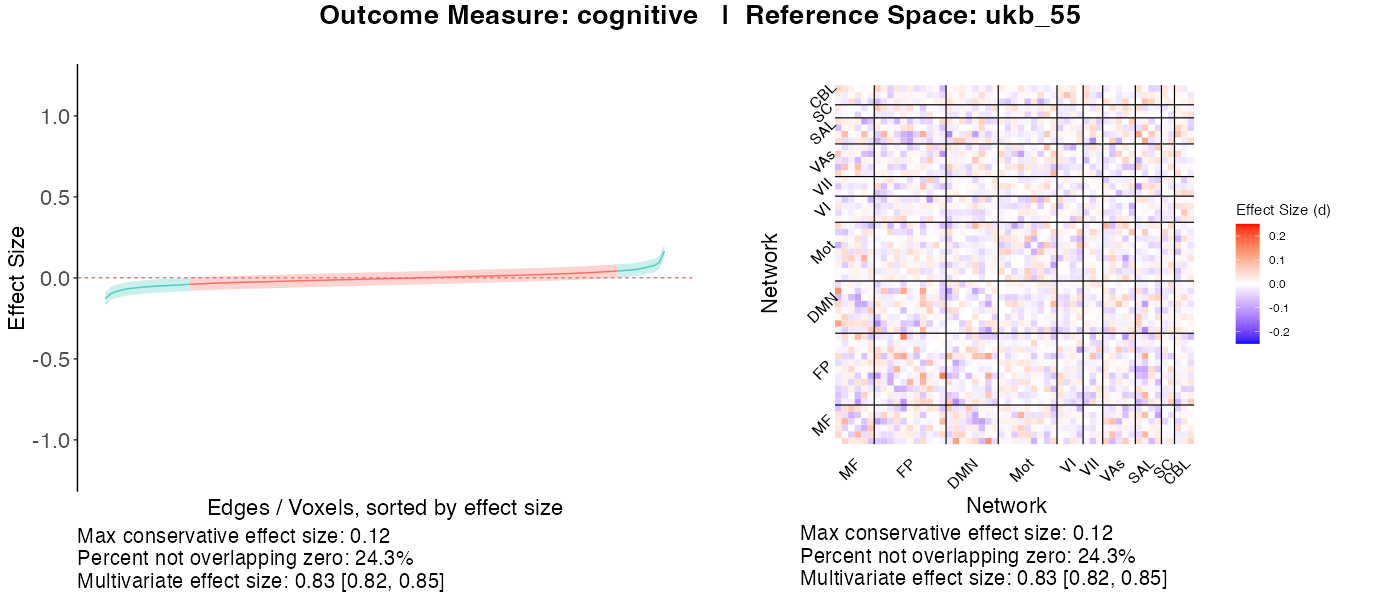 Outcome Measure: cognitive | Reference Space: ukb_55
Effect Size
1.0
0.5
0.0
-0.5
-1.0
Edges / Voxels, sorted by effect size
Max conservative effect size: 0.12
Percent not overlapping zero: 24.3%
Multivariate effect size: 0.83 [0.82, 0.85]
Network
CBL
SC
SAL
VAs
VII
VI
Mot
DMN
FP
MF
MF FP DMN Mot VI VII VAs SAL SC CBL
Network
Max conservative effect size: 0.12
Percent not overlapping zero: 24.3%
Multivariate effect size: 0.83 [0.82, 0.85]
Effect Size (d)
0.2
0.1
0.0
-0.1
-0.2